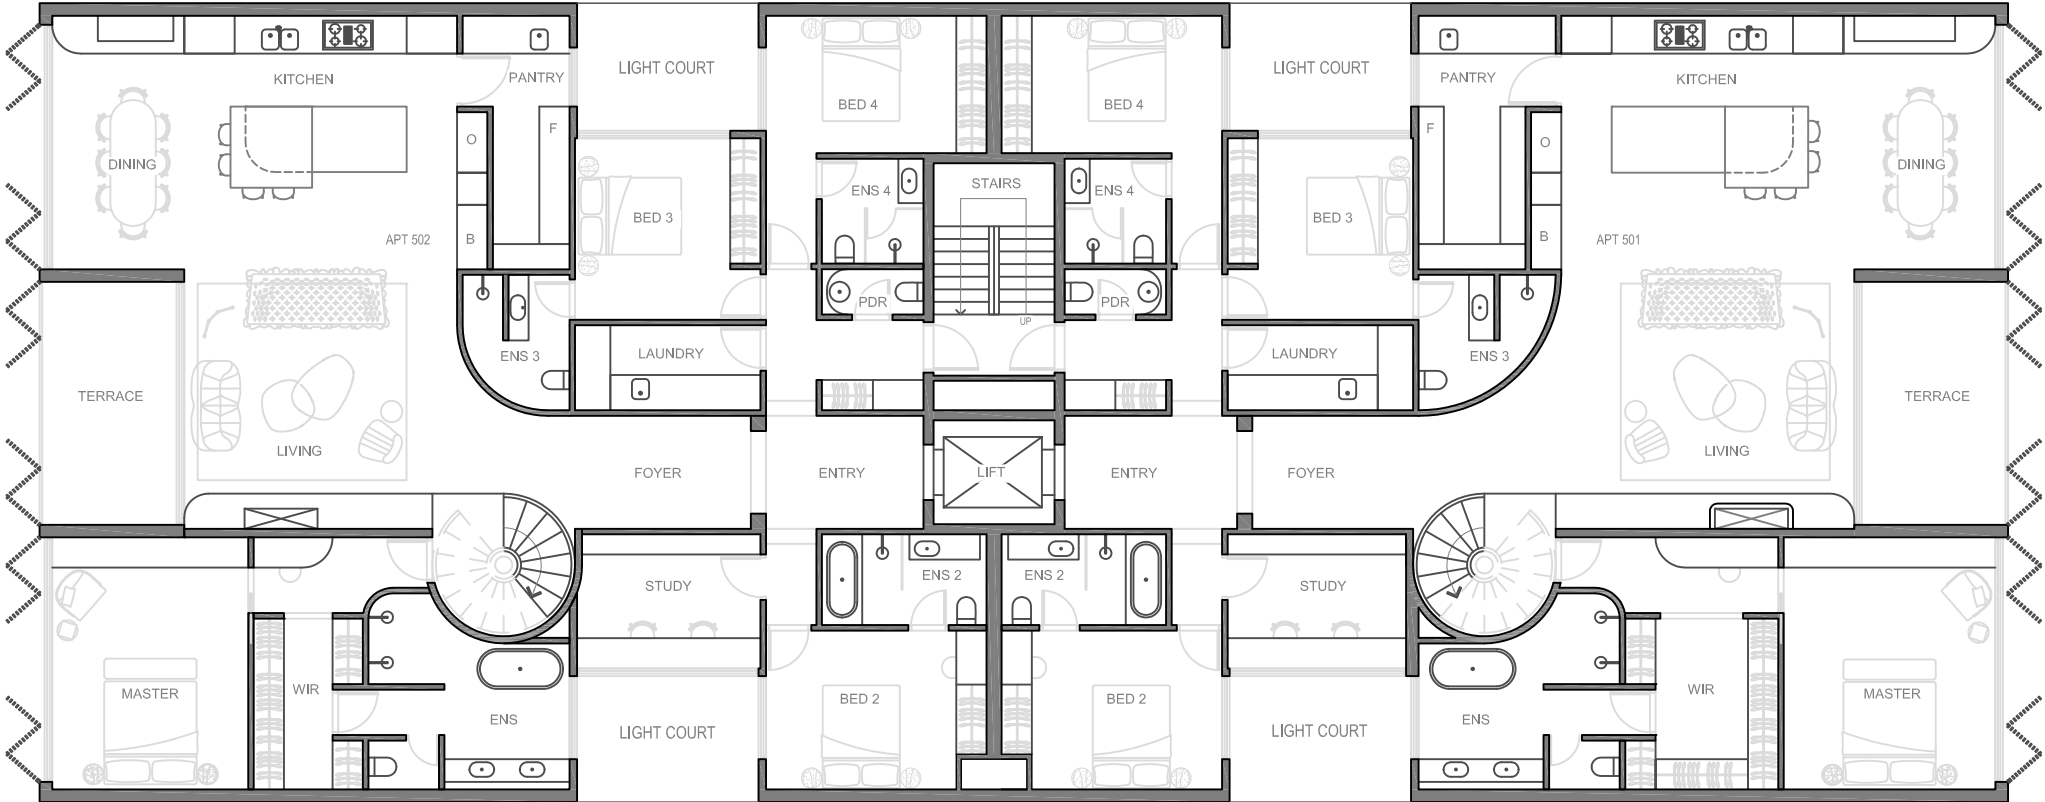 LIGHT COURT
LIGHT COURT
KITCHEN
PANTRY
PANTRY
KITCHEN
BED 4
BED 4
F
F
O
O
DINING
DINING
STAIRS
ENS 4
ENS 4
BED 3
BED 3
APT 502
B
B
APT 501
PDR
PDR
UP
ENS 3
LAUNDRY
LAUNDRY
ENS 3
TERRACE
TERRACE
LIVING
LIVING
FOYER
ENTRY
LIFT
ENTRY
FOYER
STUDY
ENS 2
ENS 2
STUDY
MASTER
WIR
BED 2
BED 2
WIR
MASTER
ENS
ENS
LIGHT COURT
LIGHT COURT